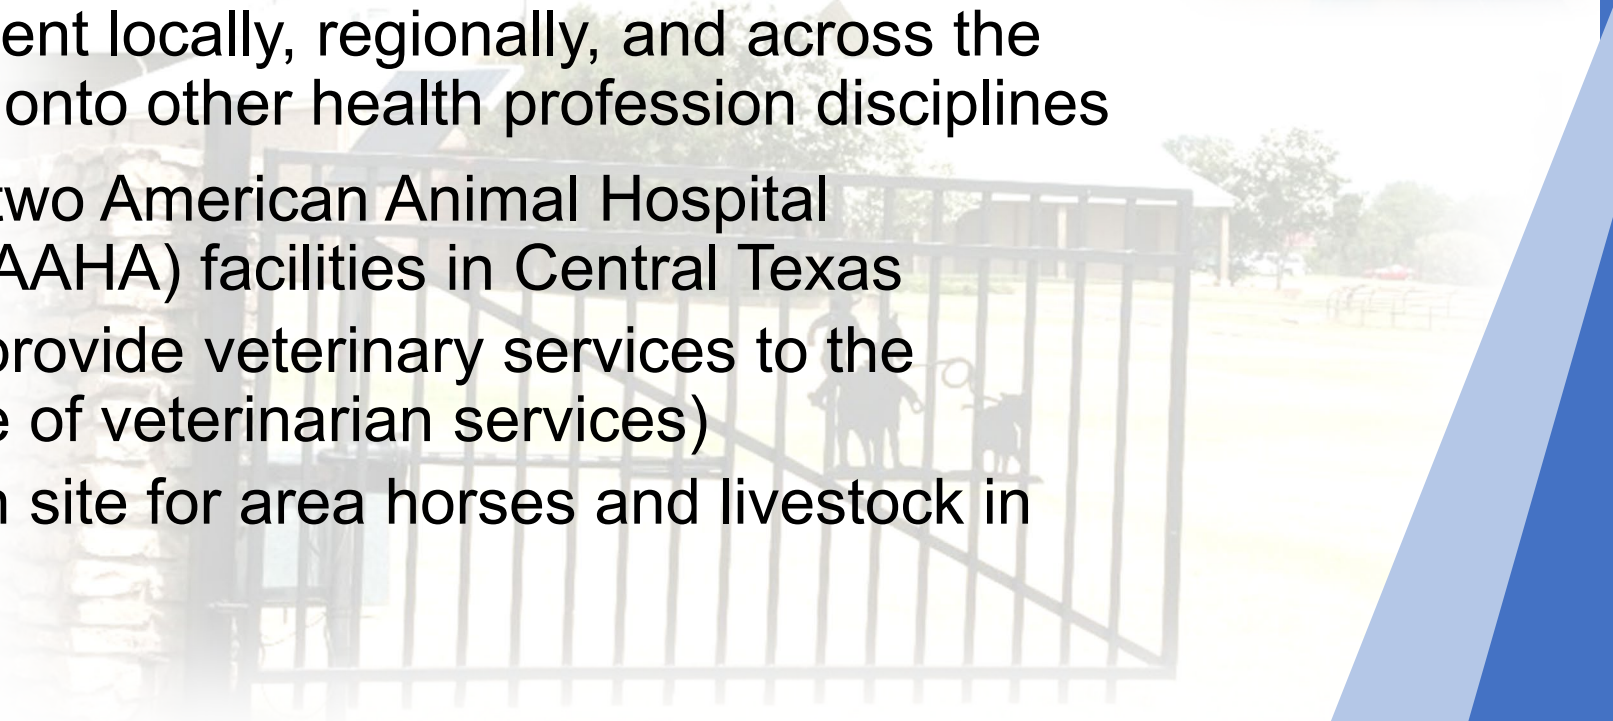 ent locally, regionally, and across the
onto other health profession disciplines
two American Animal Hospital
AAHA) facilities in Central Texas
provide veterinary services to the
e of veterinarian services)
n site for area horses and livestock in